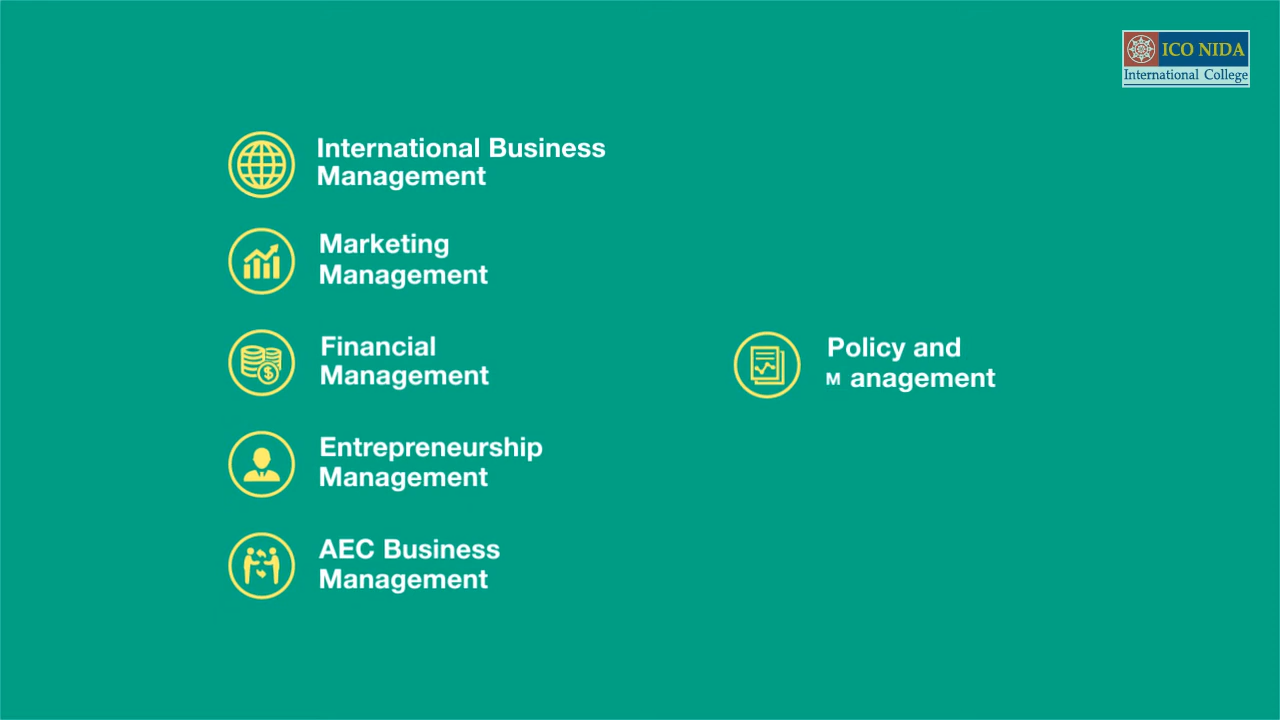 ICO NIDA
International College
International Business
Management
Marketing
Management
Financial
Management
Entrepreneurship
Management
AEC Business
Management
Policy and
M anagement